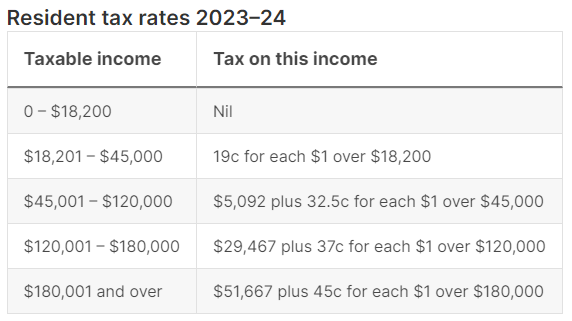 Resident tax rates 2023–24
Taxable income Tax on this income
0 – $18,200 Nil
$18,201 – $45,000 19c for each $1 over $18,200
$45,001 – $120,000 $5,092 plus 32.5c for each $1 over $45,000
$120,001 – $180,000 $29,467 plus 37c for each $1 over $120,000
$180,001 and over $51,667 plus 45c for each $1 over $180,000